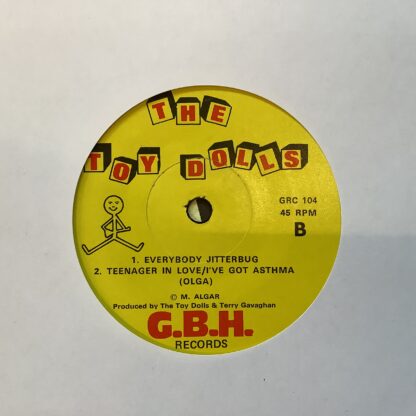 THE
TOY DOLLS
GRC 104
45 RPM
B
1. EVERYBODY JITTERBUG
2. TEENAGER IN LOVE/I'VE GOT ASTHMA
(OLGA)
© M. ALGAR
Produced by The Toy Dolls & Terry Gavaghan
G.B.H.
RECORDS